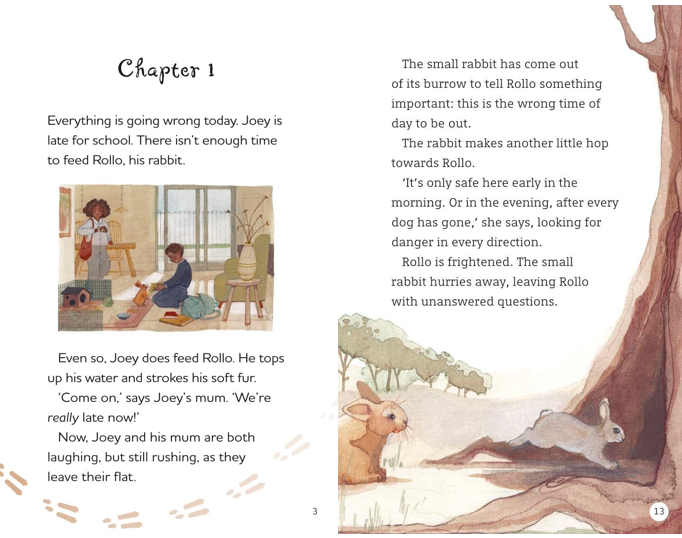 Chapter 1
Everything is going wrong today. Joey is
late for school. There isn’t enough time
to feed Rollo, his rabbit.
Even so, Joey does feed Rollo. He tops
up his water and strokes his soft fur.
‘Come on,’ says Joey’s mum. ‘We’re
really late now!’
Now, Joey and his mum are both
laughing, but still rushing, as they
leave their flat.
3
The small rabbit has come out
of its burrow to tell Rollo something
important: this is the wrong time of
day to be out.
The rabbit makes another little hop
towards Rollo.
‘It’s only safe here early in the
morning. Or in the evening, after every
dog has gone,’ she says, looking for
danger in every direction.
Rollo is frightened. The small
rabbit hurries away, leaving Rollo
with unanswered questions.
13